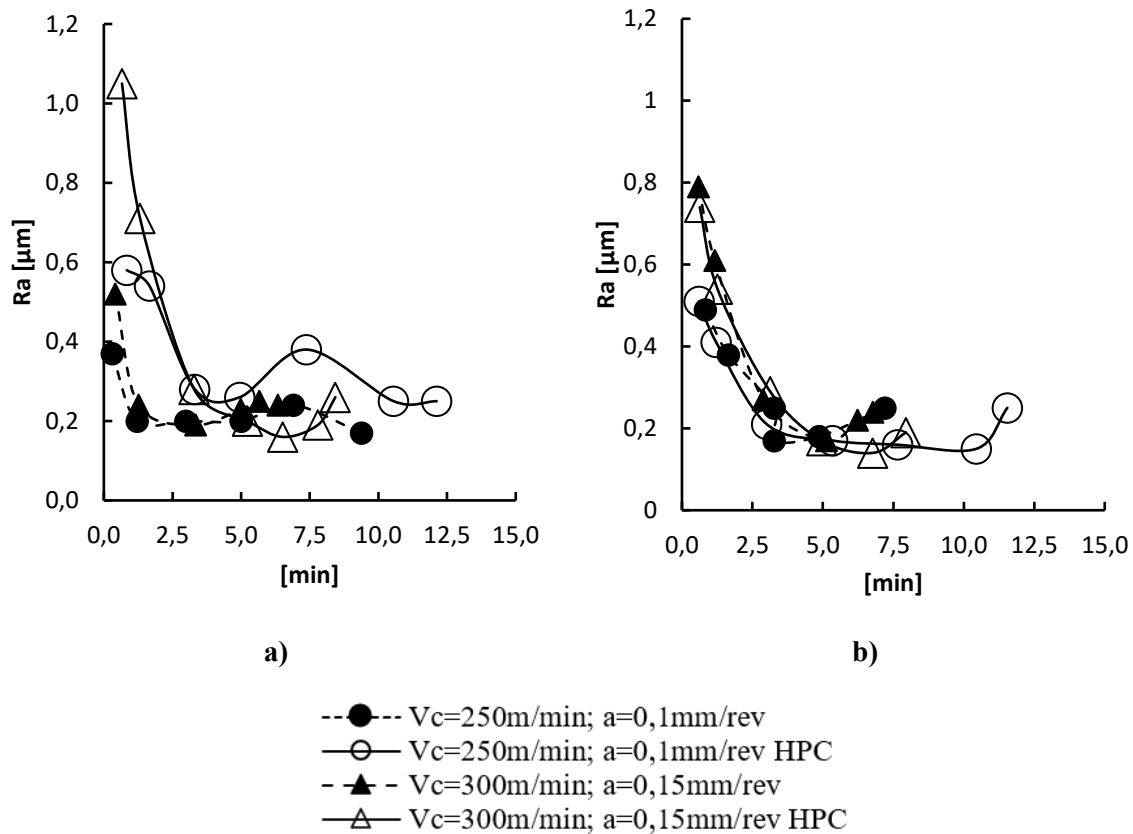 1,2
1,0
0,8
0,6
0,4
0,2
0,0
Ra [µm]
0,0 2,5 5,0 7,5 10,0 12,5 15,0
[min]
a)
1,2
1
0,8
0,6
0,4
0,2
0
Ra [µm]
0,0 2,5 5,0 7,5 10,0 12,5 15,0
[min]
b)
Vc=250m/min; a=0,1mm/rev
Vc=250m/min; a=0,1mm/rev HPC
Vc=300m/min; a=0,15mm/rev
Vc=300m/min; a=0,15mm/rev HPC